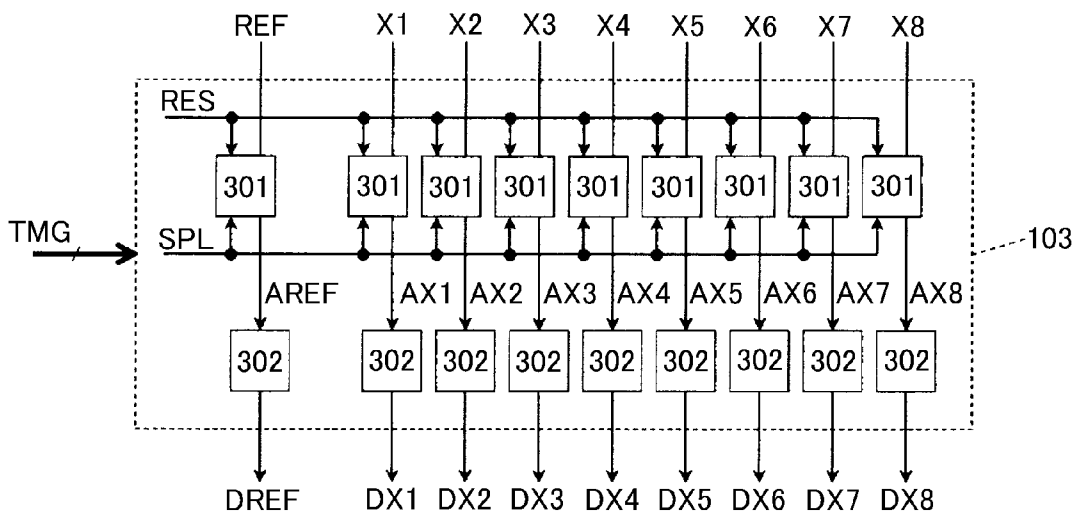 REF X1 X2 X3 X4 X5 X6 X7 X8
RES
301 301 301 301 301 301 301 301 301
TMG
SPL
103
AREF AX1 AX2 AX3 AX4 AX5 AX6 AX7 AX8
302 302 302 302 302 302 302 302 302
DREF DX1 DX2 DX3 DX4 DX5 DX6 DX7 DX8